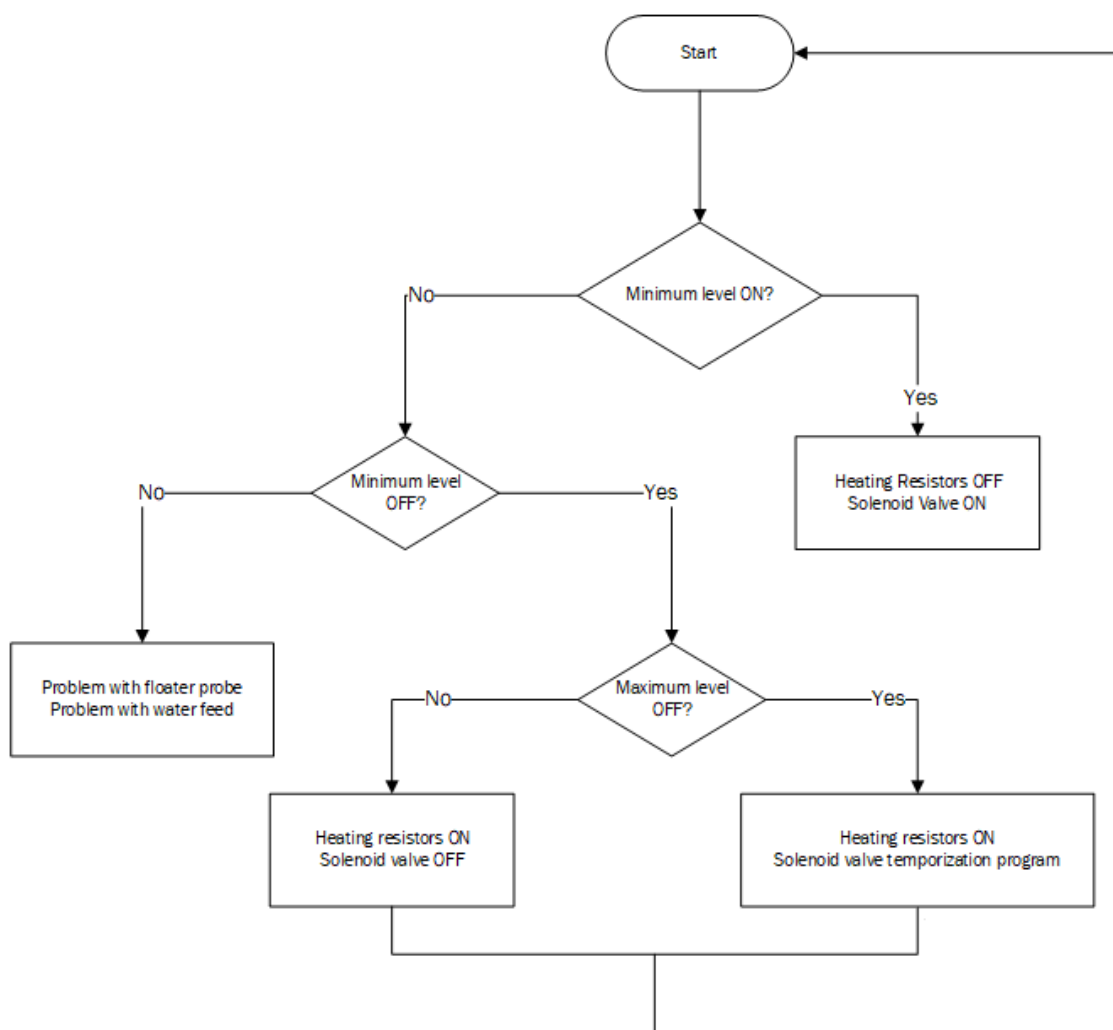 Start
Minimum level ON?
No
Yes
Minimum level
OFF?
Heating Resistors OFF
Solenoid Valve ON
No
Yes
Problem with floater probe
Problem with water feed
Maximum level
OFF?
No
Yes
Heating resistors ON
Solenoid valve OFF
Heating resistors ON
Solenoid valve temporization program